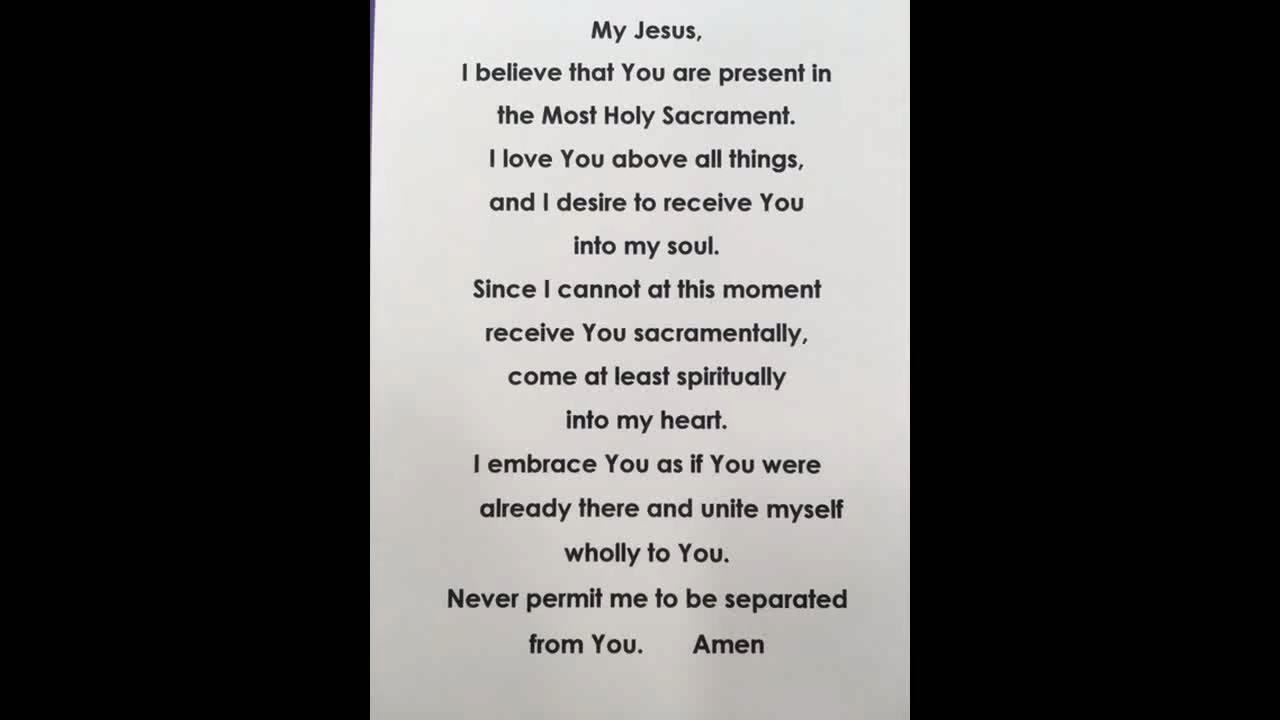 My Jesus,
I believe that You are present in
the Most Holy Sacrament.
I love You above all things,
and I desire to receive You
into my soul.
Since I cannot at this moment
receive You sacramentally,
come at least spiritually
into my heart.
I embrace You as if You were
already there and unite myself
wholly to You.
Never permit me to be separated
from You. Amen